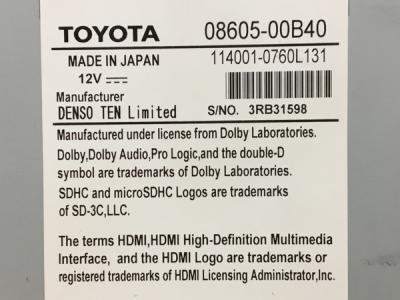 TOYOTA 08605-00B40
MADE IN JAPAN 114001-0760L131
12V ⎓
Manufacturer
DENSO TEN Limited S/NO. 3RB31598
Manufactured under license from Dolby Laboratories.
Dolby,Dolby Audio,Pro Logic,and the double-D
symbol are trademarks of Dolby Laboratories.
SDHC and microSDHC Logos are trademarks
of SD-3C,LLC.
The terms HDMI,HDMI High-Definition Multimedia
Interface, and the HDMI Logo are trademarks or
registered trademarks of HDMI Licensing Administrator,Inc.